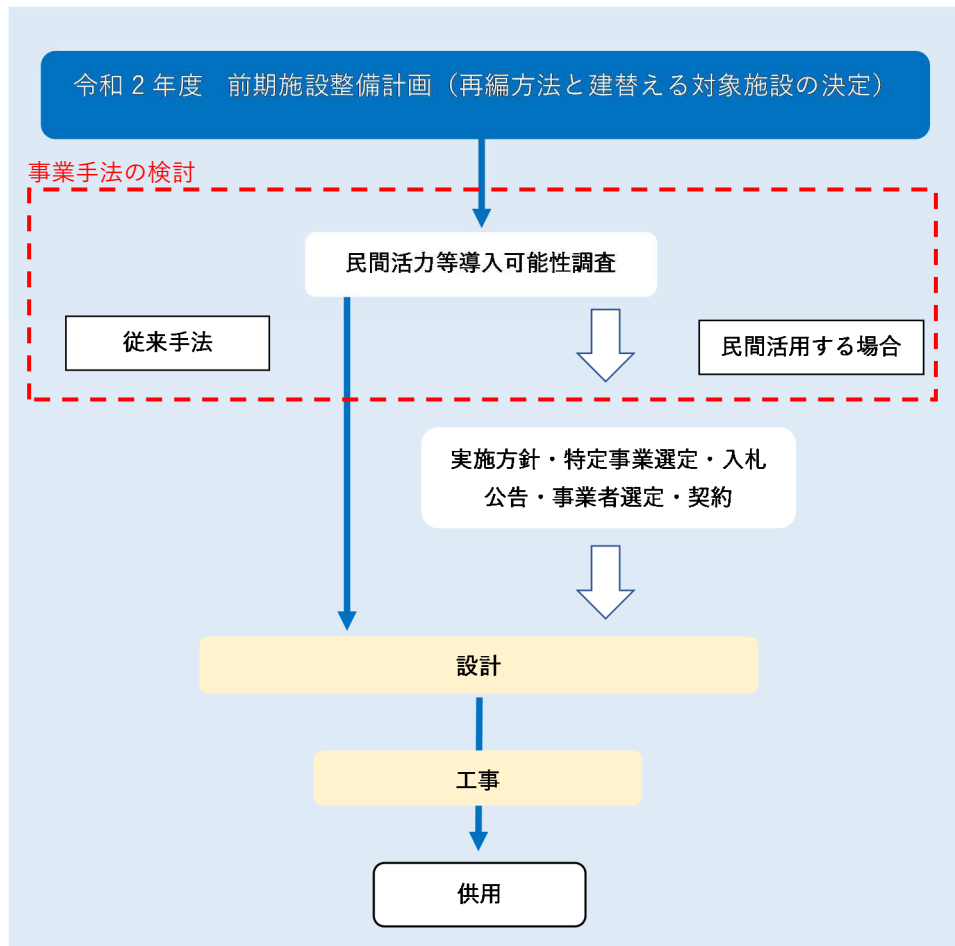 令和2年度　前期施設整備計画（再編方法と建替える対象施設の決定）
事業手法の検討
民間活力等導入可能性調査
従来手法
民間活用する場合
実施方針・特定事業選定・入札
公告・事業者選定・契約
設計
工事
供用